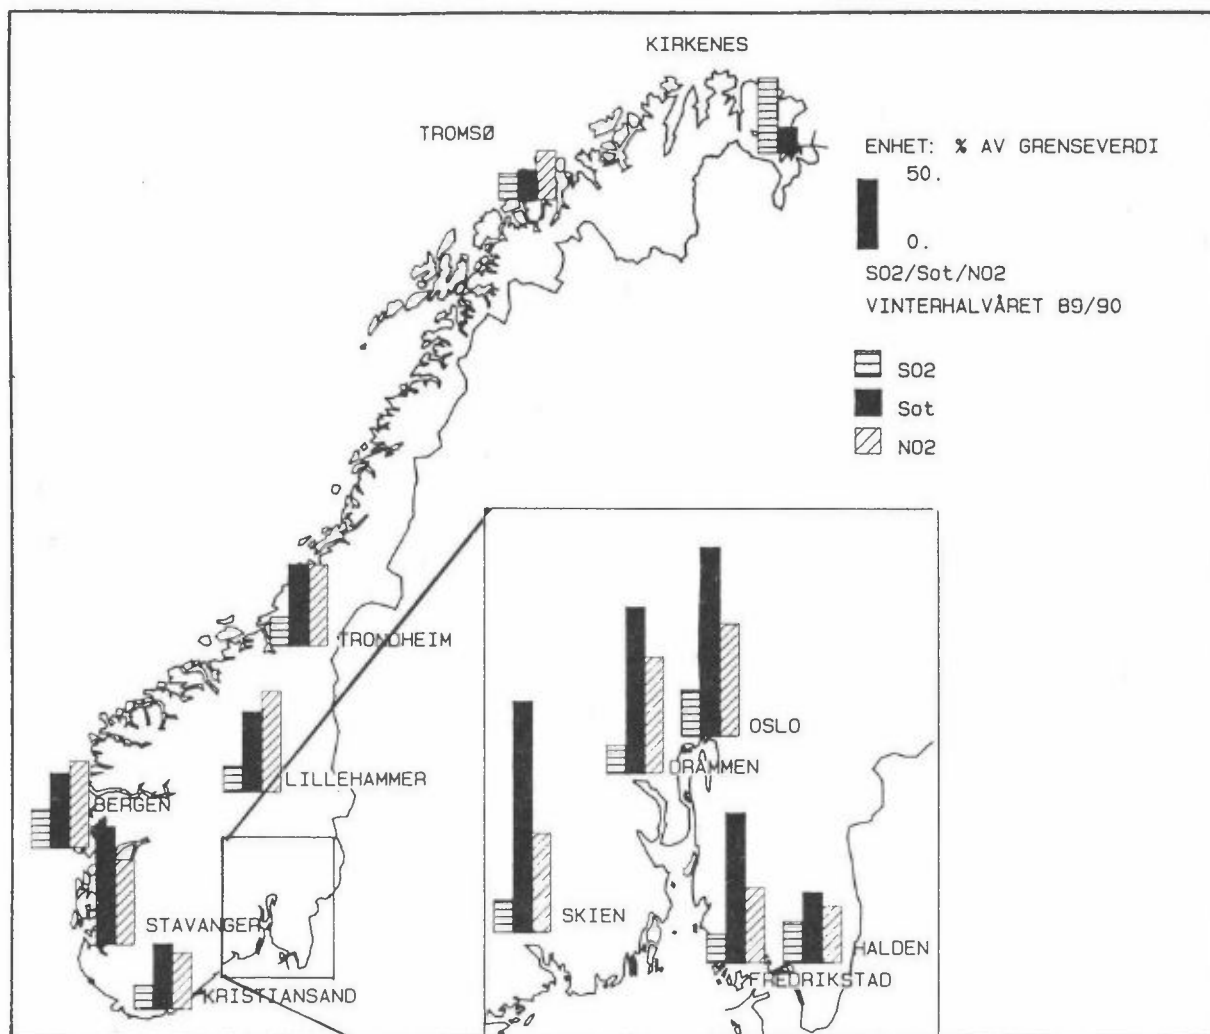 KIRKENES
TROMSØ
ENHET: % AV GRENSEVERDI
50.
0.
SO2/Sot/NO2
VINTERHALVÅRET 89/90
SO2
Sot
NO2
TRONDHEIM
OSLO
DRAMMEN
LILLEHAMMER
BERGEN
SKIEN
STAVANGER
HALDEN
FREDRIKSTAD
KRISTIANSAND